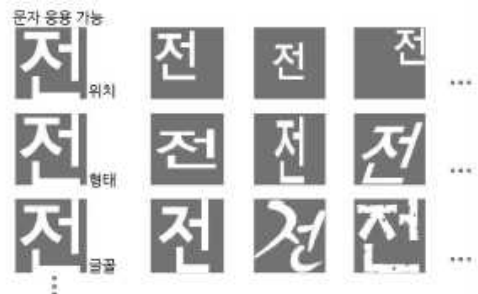 문자 응용 가능
전 위치 전 전 전 ...
전 형태 전 전 전 ...
전 글꼴 전 전 전 ...